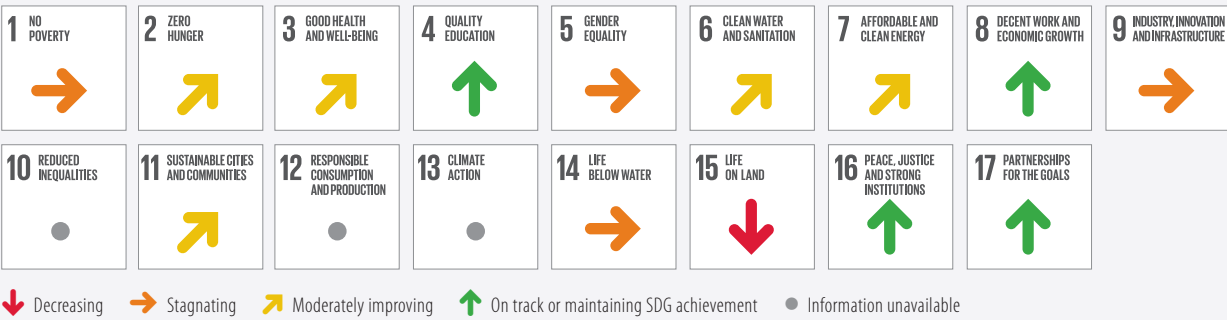 1 NO POVERTY
2 ZERO HUNGER
3 GOOD HEALTH AND WELL-BEING
4 QUALITY EDUCATION
5 GENDER EQUALITY
6 CLEAN WATER AND SANITATION
7 AFFORDABLE AND CLEAN ENERGY
8 DECENT WORK AND ECONOMIC GROWTH
9 INDUSTRY, INNOVATION AND INFRASTRUCTURE
10 REDUCED INEQUALITIES
11 SUSTAINABLE CITIES AND COMMUNITIES
12 RESPONSIBLE CONSUMPTION AND PRODUCTION
13 CLIMATE ACTION
14 LIFE BELOW WATER
15 LIFE ON LAND
16 PEACE, JUSTICE AND STRONG INSTITUTIONS
17 PARTNERSHIPS FOR THE GOALS
Decreasing Stagnating Moderately improving On track or maintaining SDG achievement Information unavailable